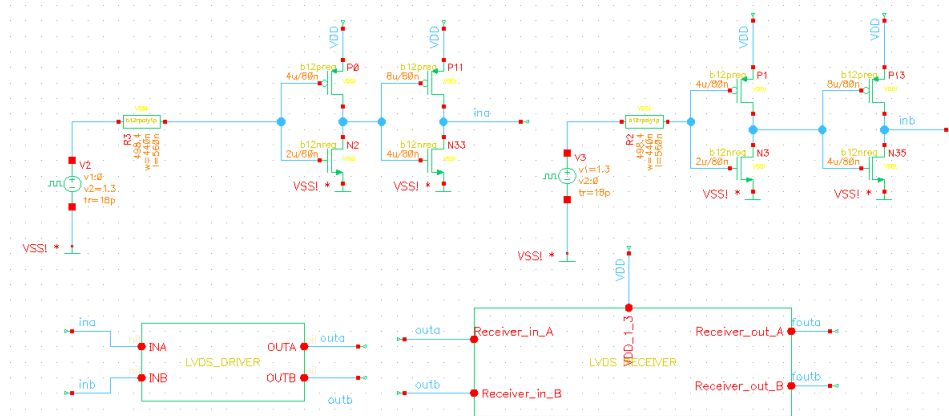 VDD
VDD
VDD
VDD
b12preg
P0
4u/80n
b12preg
P11
8u/80n
b12preg
P1
4u/80n
b12preg
P13
8u/80n
b12rpoly1p
R3
498.4
w=440n
l=560n
ina
b12rpoly1p
R2
498.4
w=440n
l=560n
inb
b12nreg
N2
2u/80n
VSS! *
b12nreg
N33
4u/80n
VSS! *
b12nreg
N3
2u/80n
VSS! *
b12nreg
N35
4u/80n
VSS! *
V2
v1:0
v2=1.3
tr=18p
V3
v1=1.3
v2:0
tr=18p
VSS! *
VSS! *
VDD
ina
INA
OUTA
outa
LVDS_DRIVER
inb
INB
OUTB
outb
outa
Receiver_in_A
VDD_1_3
Receiver_out_A
fouta
LVDS_RECEIVER
outb
Receiver_in_B
Receiver_out_B
foutb